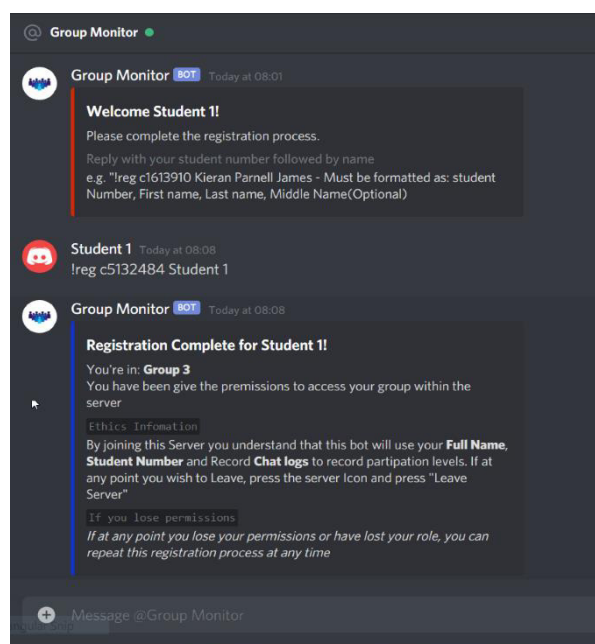 @ Group Monitor
Group Monitor BOT Today at 08:01
Welcome Student 1!
Please complete the registration process.
Reply with your student number followed by name
e.g. "!reg c1613910 Kieran Parnell James - Must be formatted as: student
Number, First name, Last name, Middle Name(Optional)
Student 1 Today at 08:08
!reg c5132484 Student 1
Group Monitor BOT Today at 08:08
Registration Complete for Student 1!
You're in: Group 3
You have been give the premissions to access your group within the
server
Ethics Infomation
By joining this Server you understand that this bot will use your Full Name,
Student Number and Record Chat logs to record partipation levels. If at
any point you wish to Leave, press the server Icon and press "Leave
Server"
If you lose permissions
If at any point you lose your permissions or have lost your role, you can
repeat this registration process at any time
Message @Group Monitor